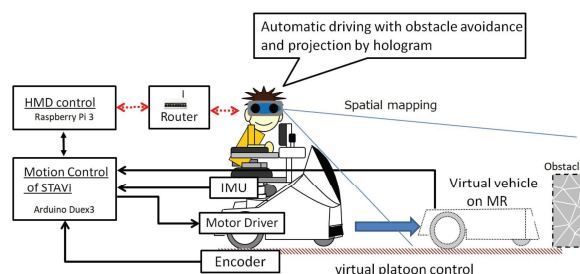 Automatic driving with obstacle avoidance
and projection by hologram
HMD control
Raspberry Pi 3
Router
Spatial mapping
Motion Control
of STAVi
Arduino Duex3
IMU
Motor Driver
Encoder
Virtual vehicle
on MR
Obstacl
virtual platoon control